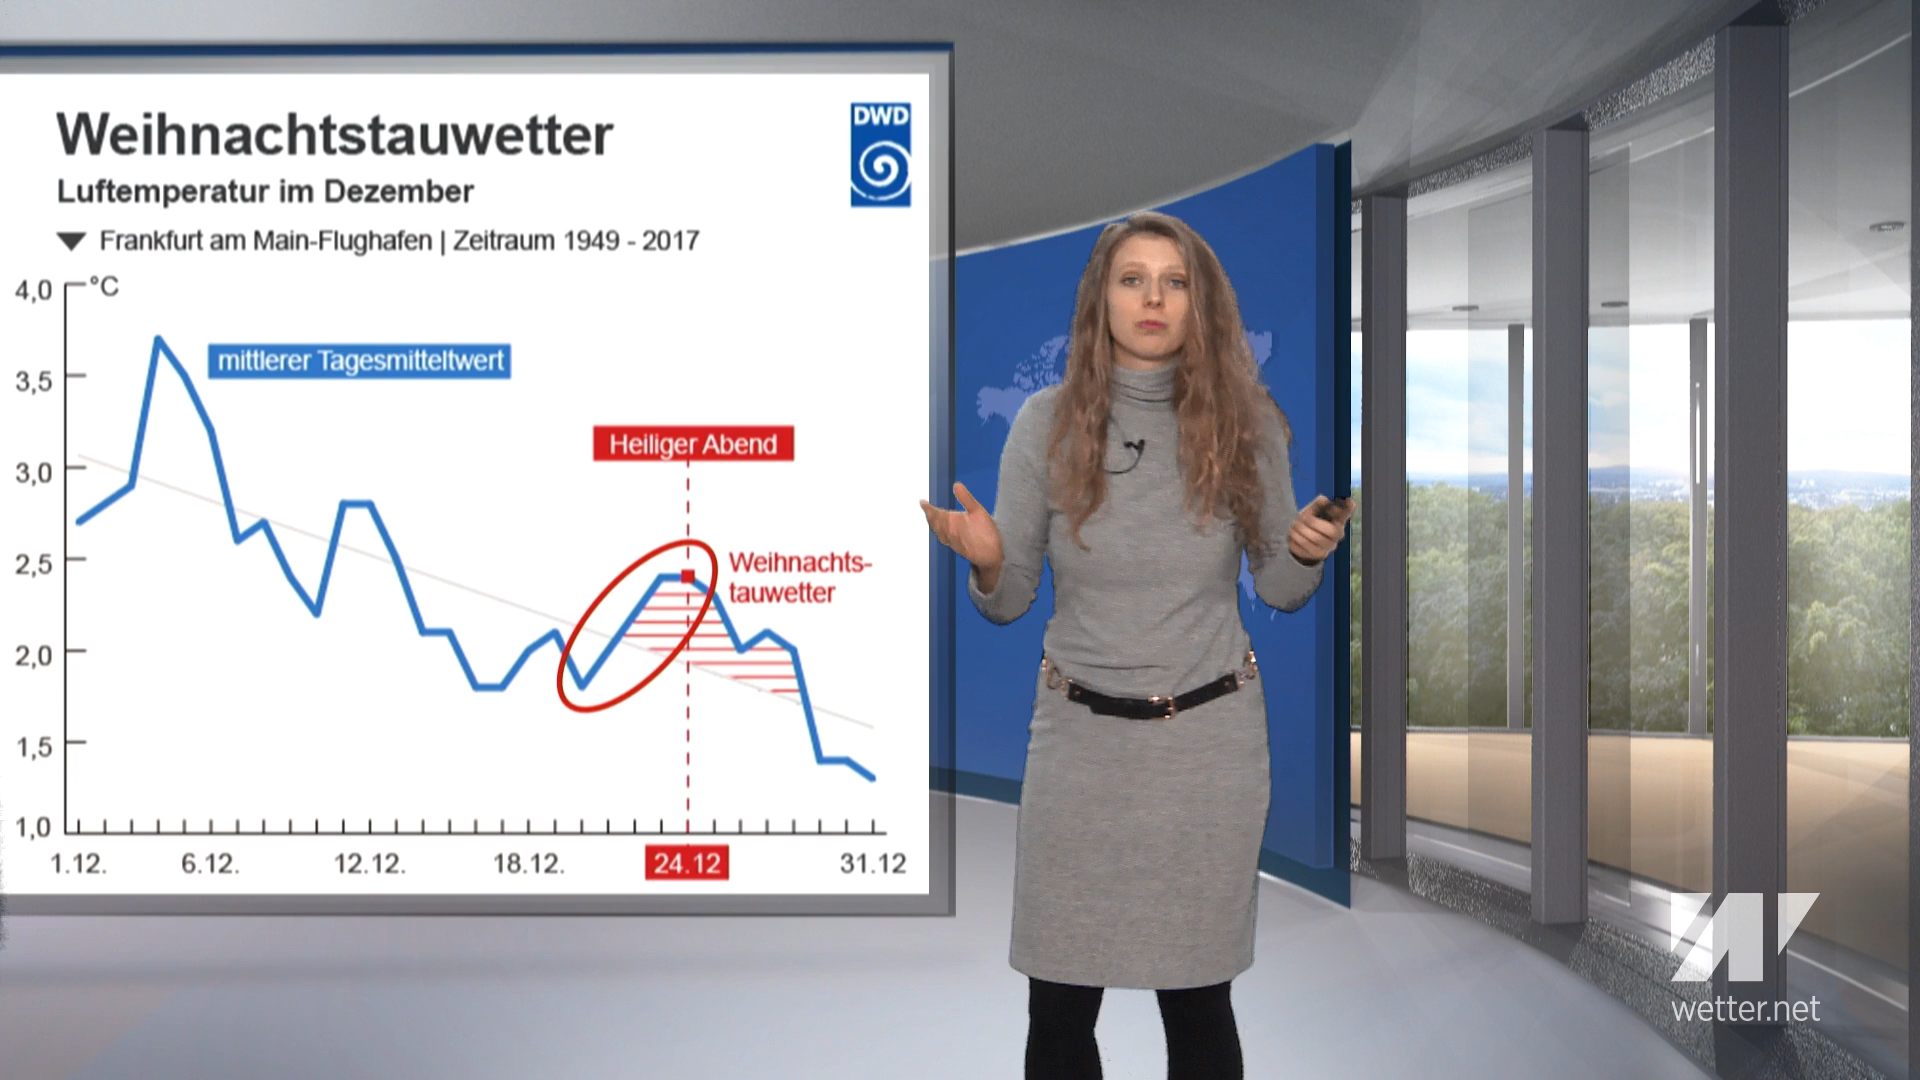 Weihnachtstauwetter
DWD
Luftemperatur im Dezember
Frankfurt am Main-Flughafen | Zeitraum 1949 - 2017
°C
4,0
mittlerer Tagesmitteltwert
3,5
Heiliger Abend
3,0
2,5
Weihnachts-
tauwetter
2,0
1,5
1,0
1.12. 6.12. 12.12. 18.12. 24.12 31.12
wetter.net